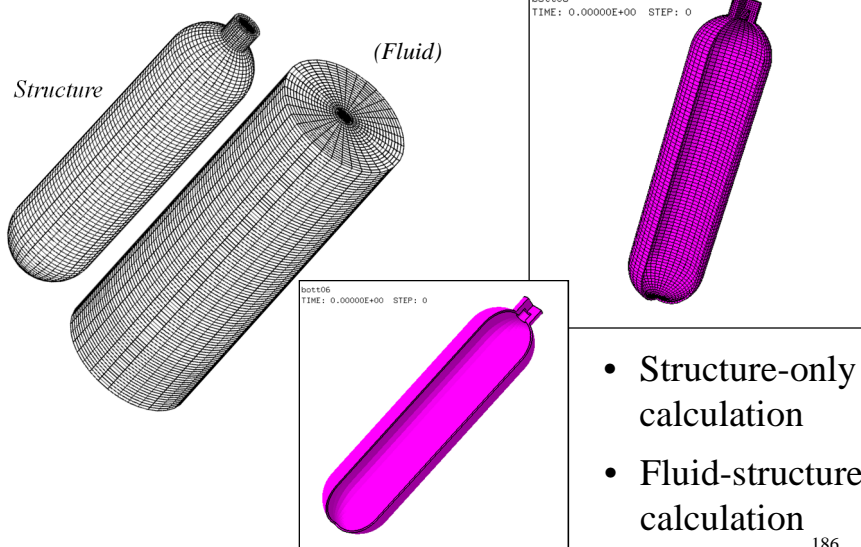 (Fluid)
Structure
TIME: 0.00000E+00 STEP: 0
bott06
TIME: 0.00000E+00 STEP: 0
• Structure-only
calculation
• Fluid-structure
calculation
186